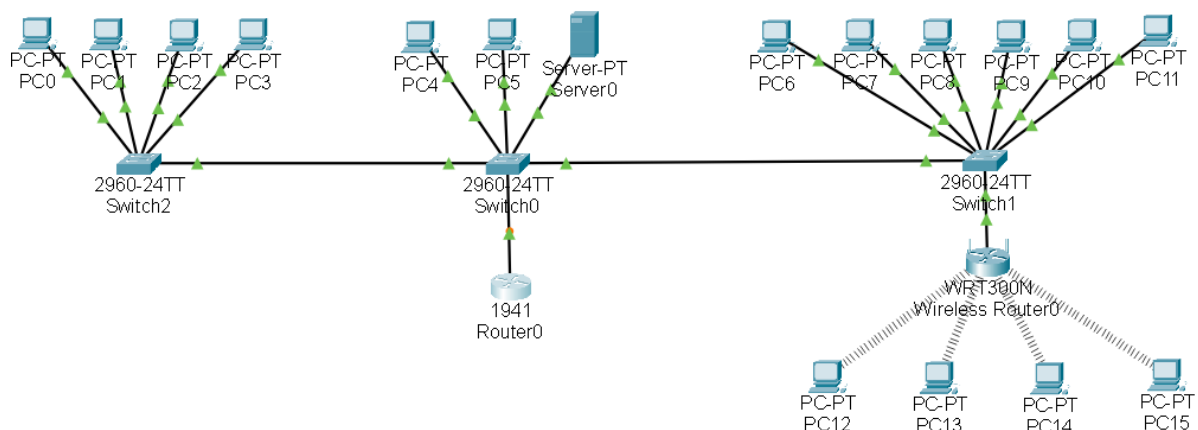 PC-PT
PC0
PC-PT
PC1
PC-PT
PC2
PC-PT
PC3
PC-PT
PC4
PC-PT
PC5
Server-PT
Server0
PC-PT
PC6
PC-PT
PC7
PC-PT
PC8
PC-PT
PC9
PC-PT
PC10
PC-PT
PC11
2960-24TT
Switch2
2960-24TT
Switch0
2960-24TT
Switch1
1941
Router0
WRT300N
Wireless Router0
PC-PT
PC12
PC-PT
PC13
PC-PT
PC14
PC-PT
PC15